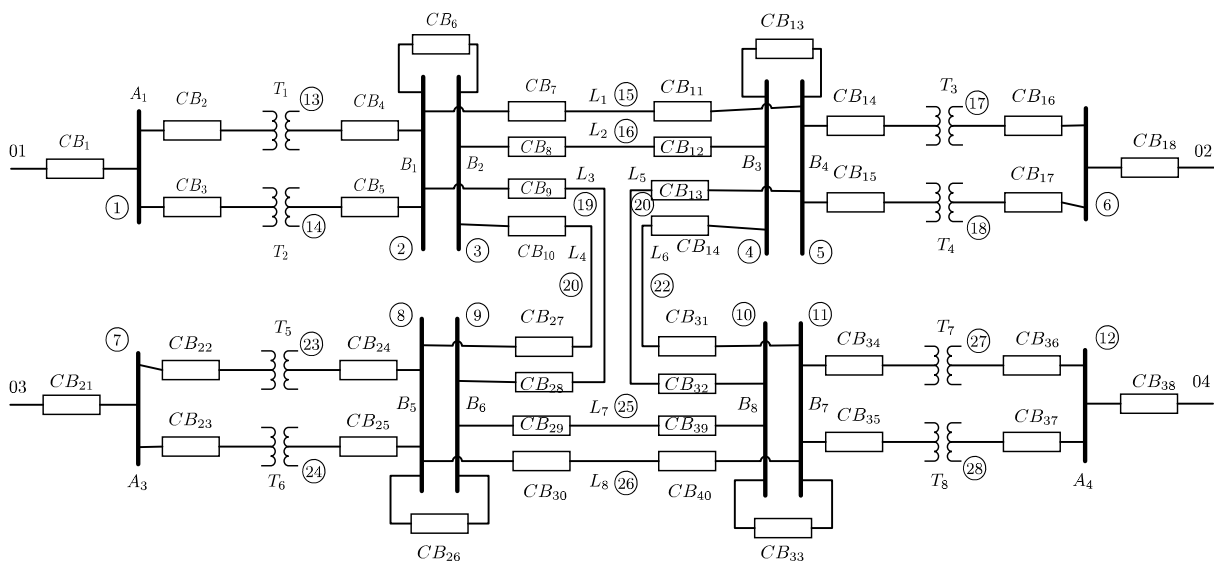 CB₆
CB₁₃
A₁
T₁
⑬
CB₂
CB₄
CB₇
L₁
⑮
CB₁₁
CB₁₄
T₃
⑰
CB₁₆
01
CB₁
L₂
⑯
CB₈
CB₁₂
CB₁₈
02
B₁
B₂
B₃
B₄
CB₃
CB₅
CB₉
L₃
⑲
L₅
⑳
CB₁₃
CB₁₅
CB₁₇
①
⑭
T₂
②
③
CB₁₀
L₄
⑳
L₆
㉒
CB₁₄
④
⑤
⑱
T₄
⑥
⑦
T₅
㉓
CB₂₂
CB₂₄
⑧
⑨
CB₂₇
CB₃₁
⑩
⑪
CB₃₄
T₇
㉗
CB₃₆
⑫
03
CB₂₁
CB₂₈
CB₃₂
CB₃₈
04
B₅
B₆
L₇
㉕
B₈
B₇
CB₂₃
CB₂₅
CB₂₉
CB₃₉
CB₃₅
CB₃₇
A₃
T₆
㉔
CB₃₀
L₈
㉖
CB₄₀
T₈
㉘
A₄
CB₂₆
CB₃₃